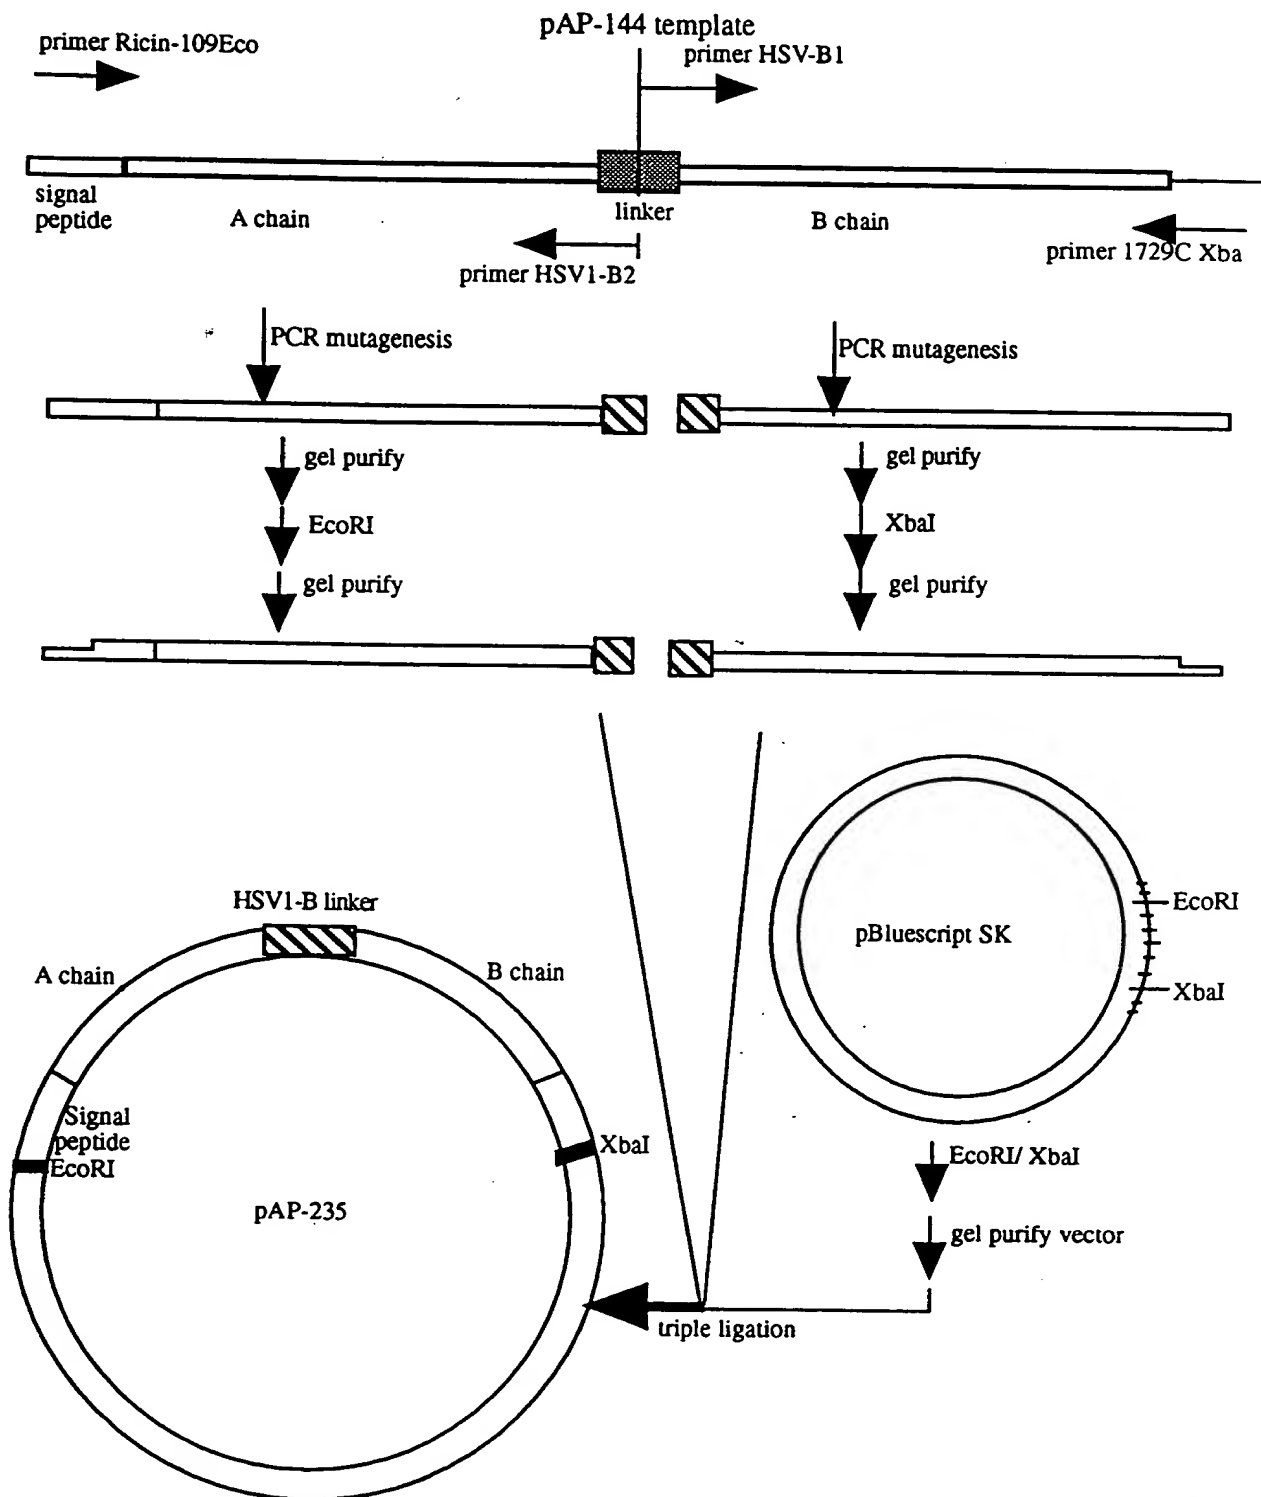 pAP-144 template
primer Ricin-109Eco
primer HSV-B1
signal
peptide
A chain
linker
B chain
primer HSV1-B2
primer 1729C Xba
PCR mutagenesis
PCR mutagenesis
gel purify
gel purify
EcoRI
XbaI
gel purify
gel purify
HSV1-B linker
A chain
B chain
EcoRI
pBluescript SK
XbaI
Signal
peptide
EcoRI
XbaI
pAP-235
EcoRI/ XbaI
gel purify vector
triple ligation